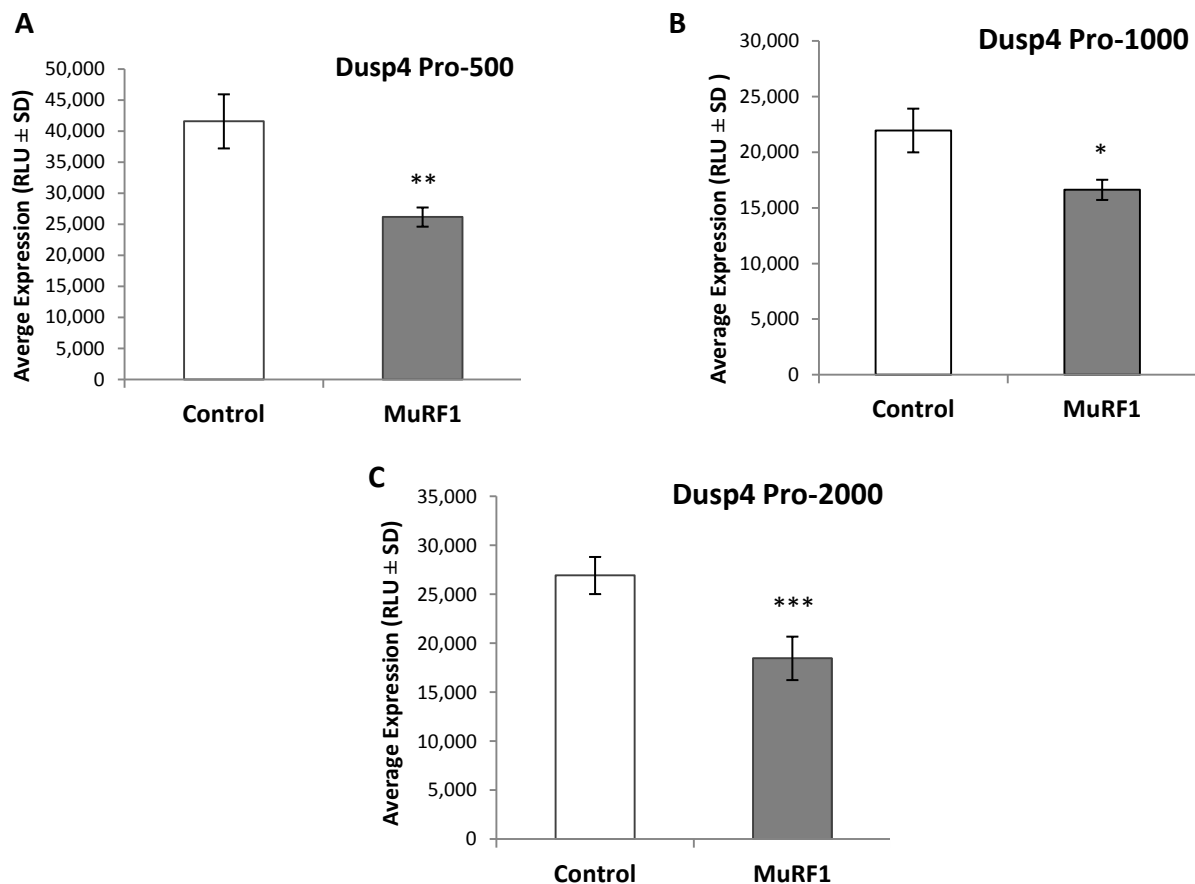 A
Dusp4 Pro-500
Averge Expression (RLU ± SD)
50,000
45,000
40,000
35,000
30,000
25,000
20,000
15,000
10,000
5,000
0
**
Control MuRF1
B
Dusp4 Pro-1000
Average Expression (RLU ± SD )
30,000
25,000
20,000
15,000
10,000
5,000
0
*
Control MuRF1
C
Dusp4 Pro-2000
Average Expression (RLU ± SD)
35,000
30,000
25,000
20,000
15,000
10,000
5,000
0
***
Control MuRF1